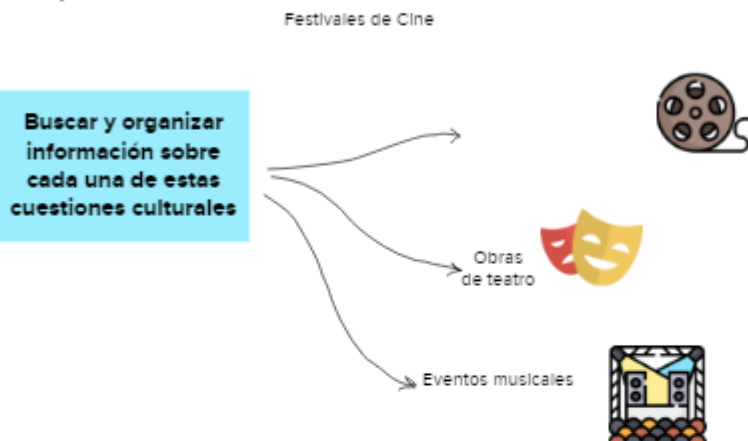 Festivales de Cine
Buscar y organizar
información sobre
cada una de estas
cuestiones culturales
Obras
de teatro
Eventos musicales